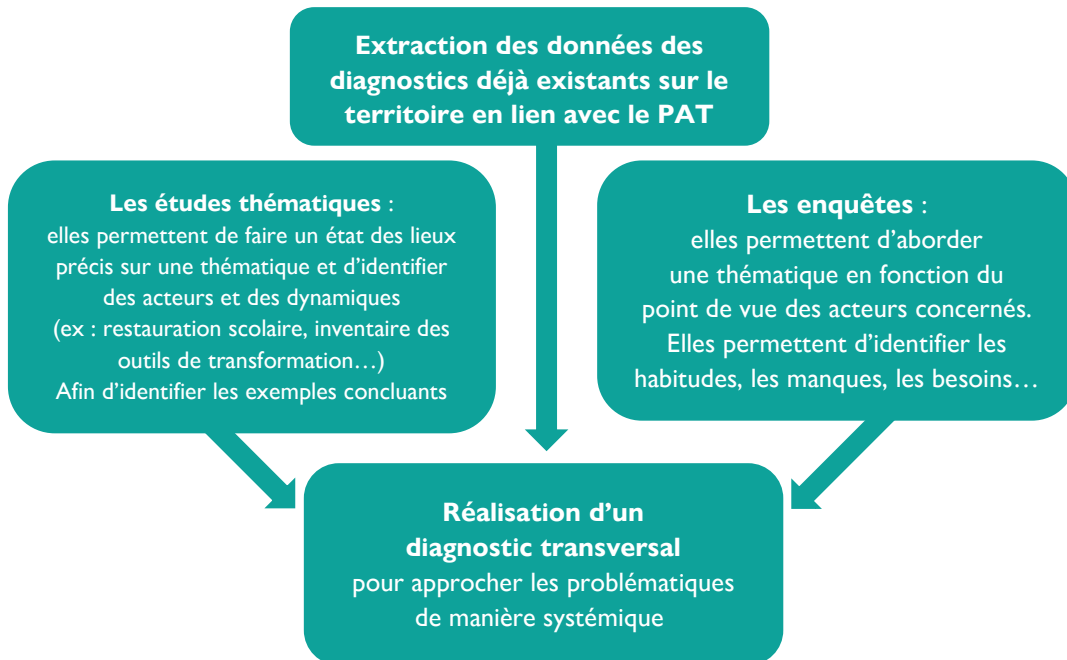 Extraction des données des
diagnostics déjà existants sur le
territoire en lien avec le PAT
Les études thématiques :
elles permettent de faire un état des lieux
précis sur une thématique et d’identifier
des acteurs et des dynamiques
(ex : restauration scolaire, inventaire des
outils de transformation…)
Afin d’identifier les exemples concluants
Les enquêtes :
elles permettent d’aborder
une thématique en fonction du
point de vue des acteurs concernés.
Elles permettent d’identifier les
habitudes, les manques, les besoins…
Réalisation d’un
diagnostic transversal
pour approcher les problématiques
de manière systémique